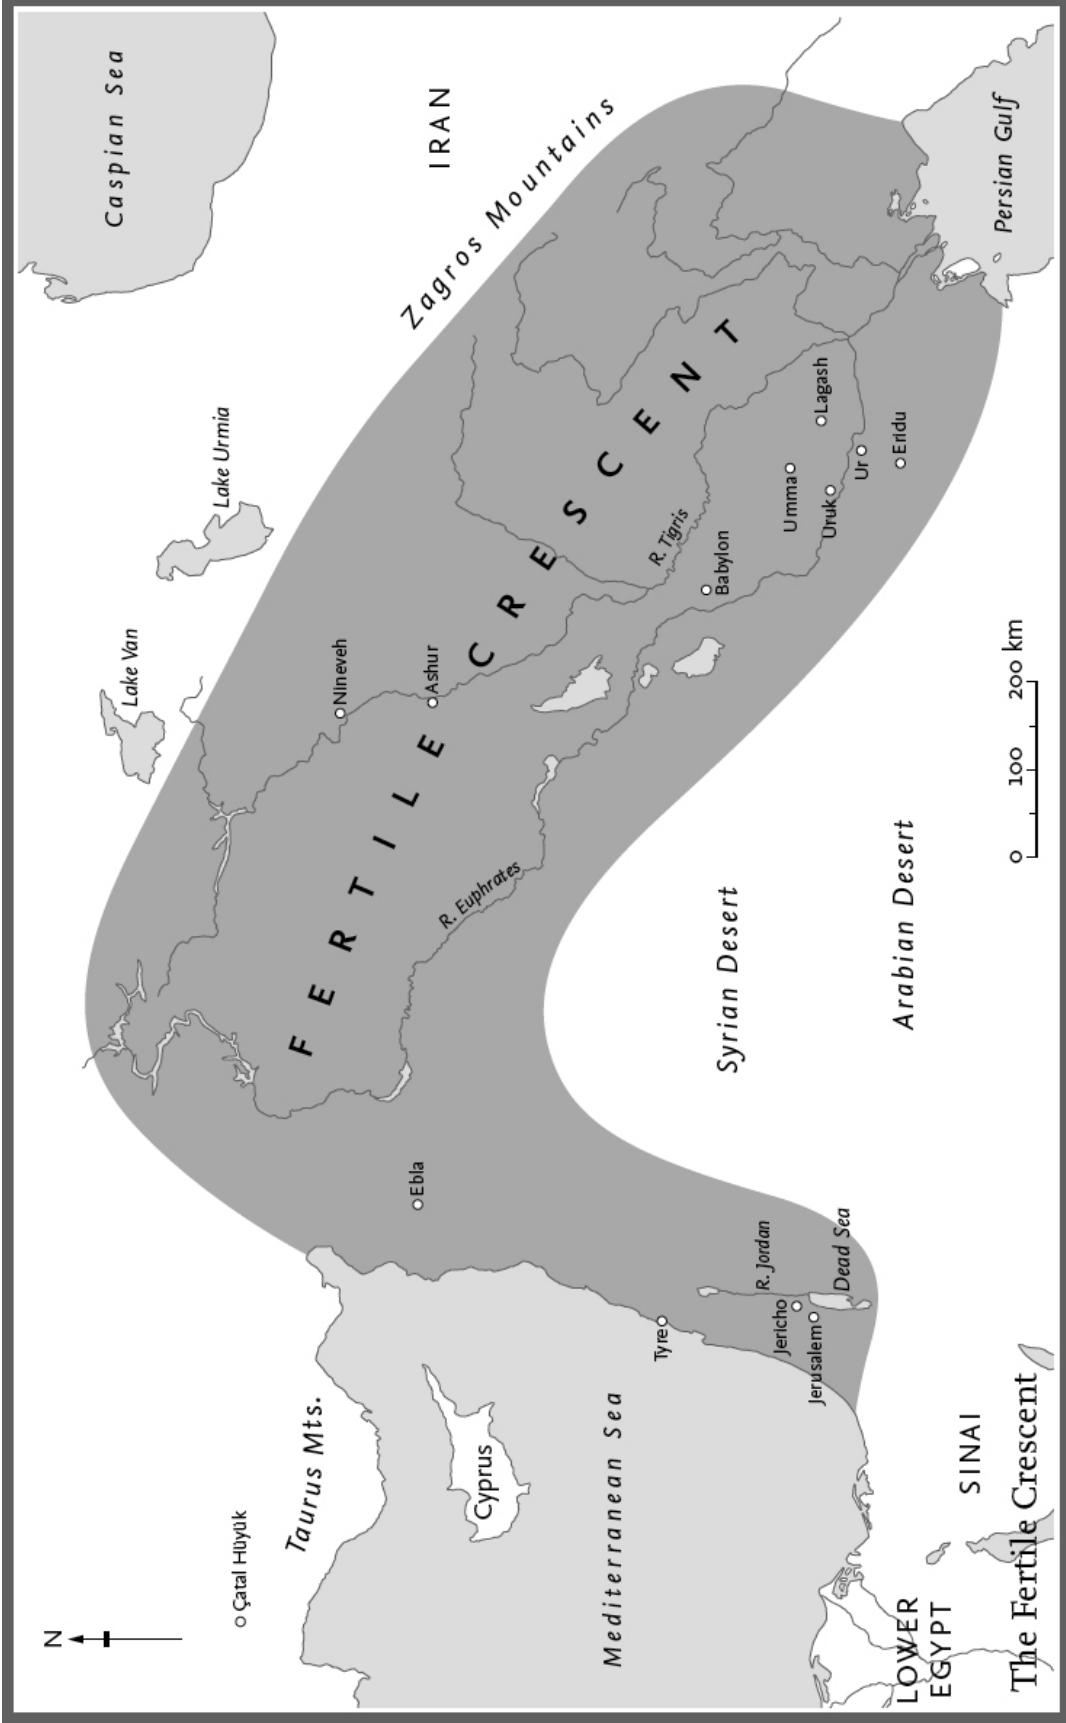 N
Çatal Hüyük
Taurus Mts.
Cyprus
Mediterranean Sea
LOWER
EGYPT
SINAI
The Fertile Crescent
Tyre
Jericho
Jerusalem
R. Jordan
Dead Sea
Ebla
FERTILE CRESCENT
R. Euphrates
Syrian Desert
Arabian Desert
0 100 200 km
Lake Van
Lake Urmia
Nineveh
Ashur
R. Tigris
Babylon
Umma
Uruk
Lagash
Ur
Eridu
Caspian Sea
IRAN
Zagros Mountains
Persian Gulf